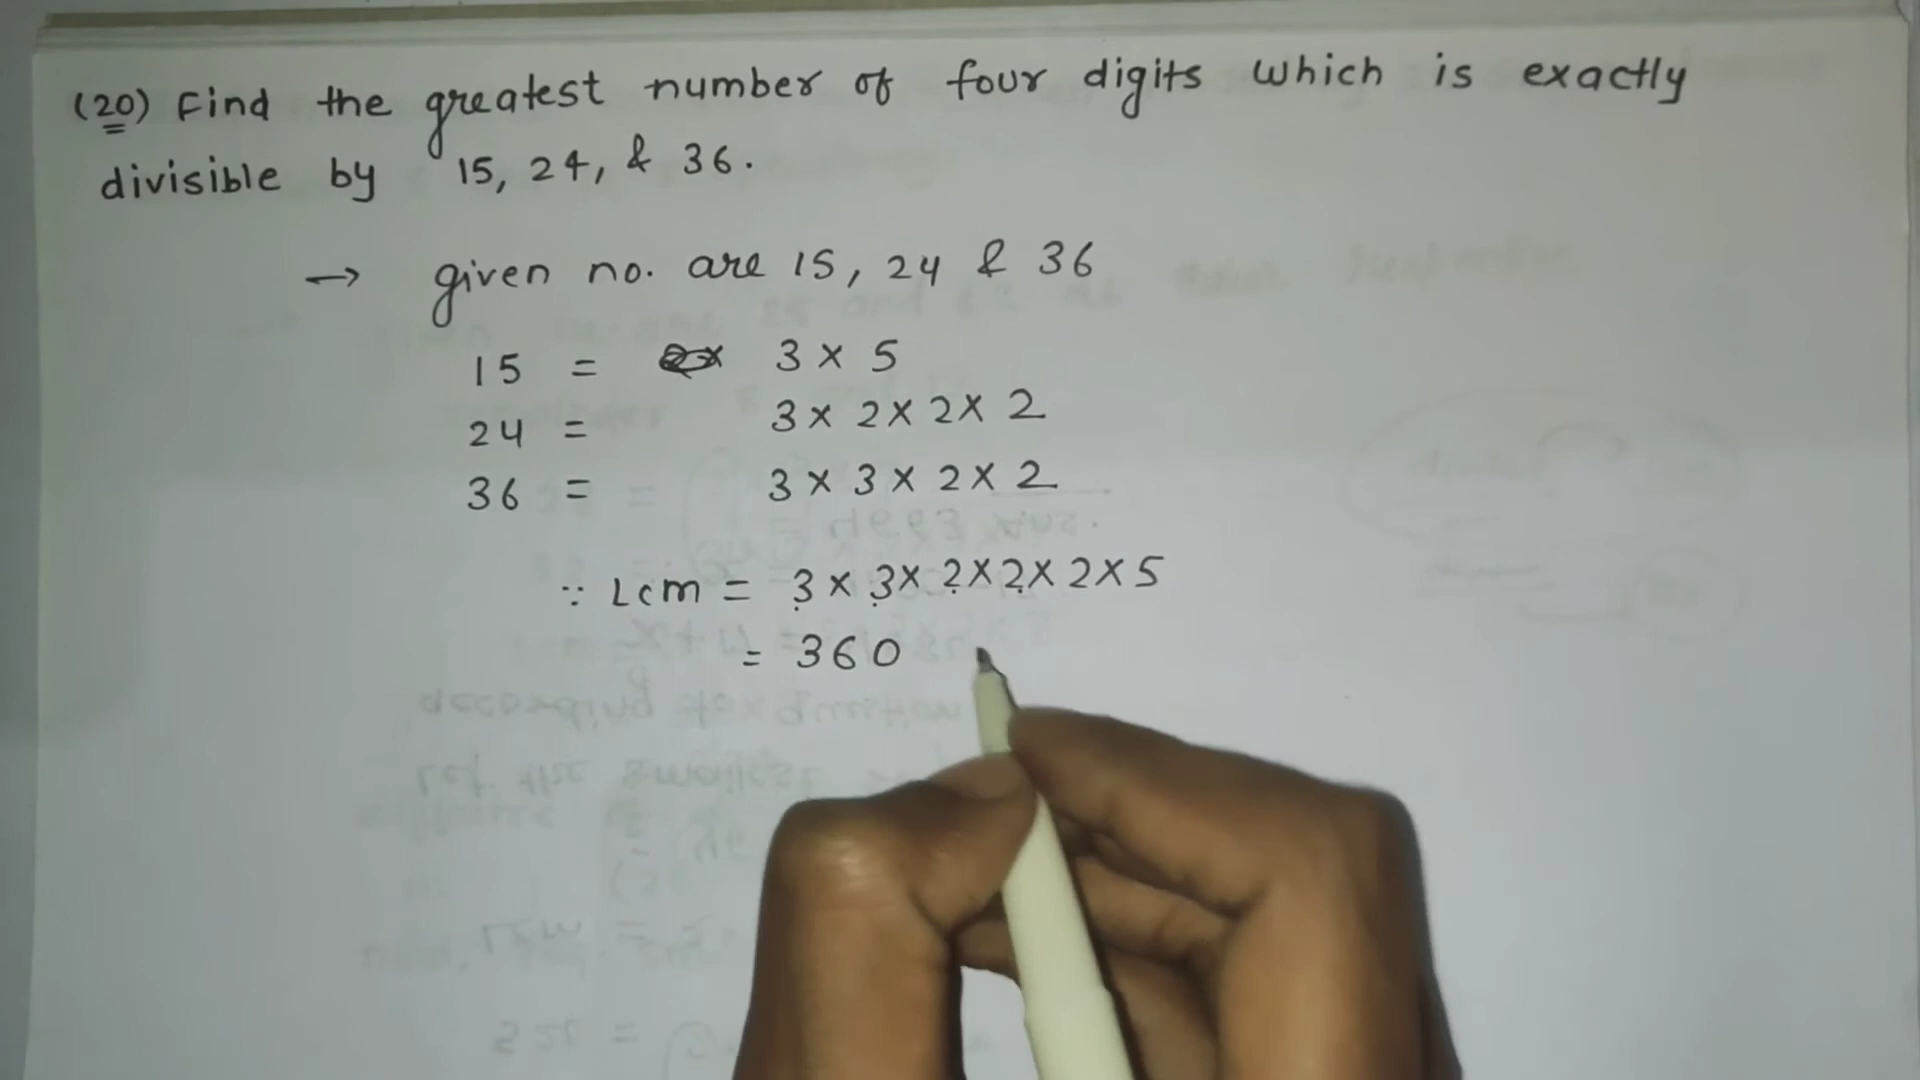 (20) Find the greatest number of four digits which is exactly
divisible by 15, 24, & 36.
→ given no. are 15, 24 & 36
15 = 3 × 5
24 = 3 × 2 × 2 × 2
36 = 3 × 3 × 2 × 2
∵ Lcm = 3 × 3 × 2 × 2 × 2 × 5
= 360